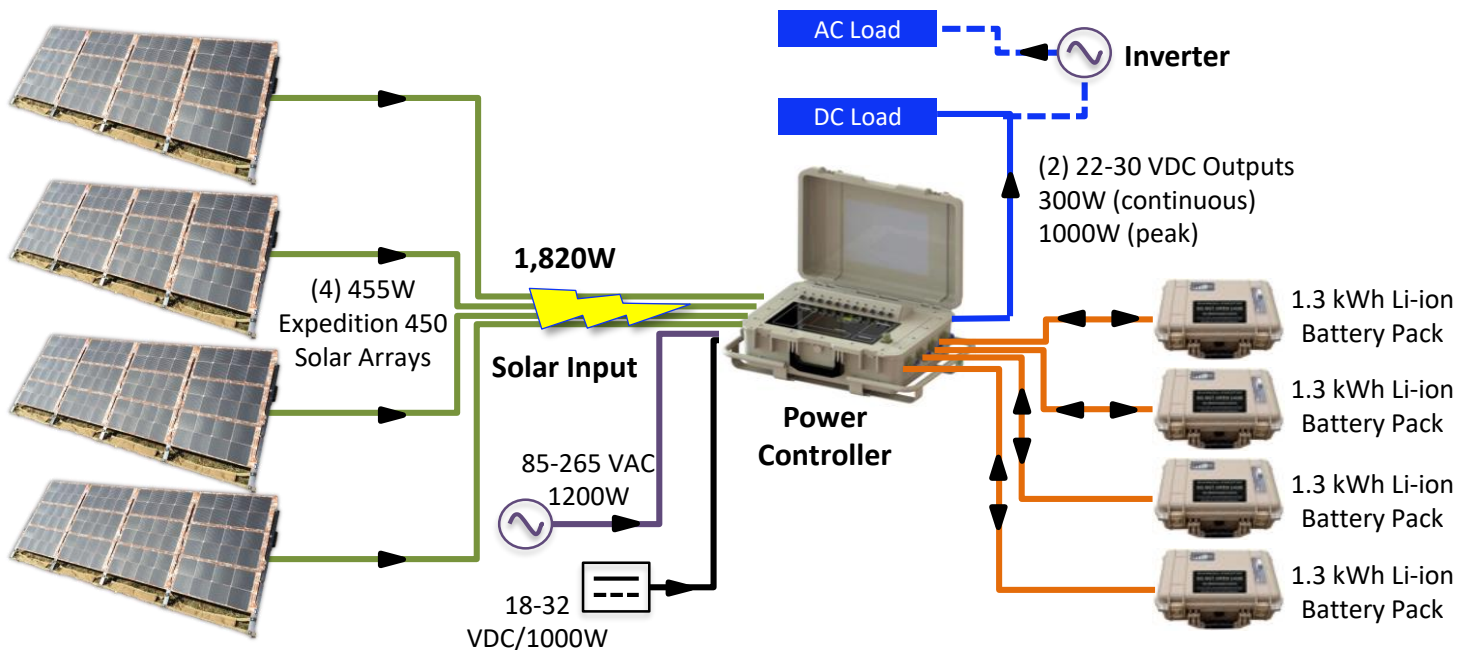 AC Load
Inverter
DC Load
(2) 22-30 VDC Outputs
300W (continuous)
1000W (peak)
1,820W
(4) 455W
Expedition 450
Solar Arrays
Solar Input
Power
Controller
85-265 VAC
1200W
18-32
VDC/1000W
1.3 kWh Li-ion
Battery Pack
1.3 kWh Li-ion
Battery Pack
1.3 kWh Li-ion
Battery Pack
1.3 kWh Li-ion
Battery Pack